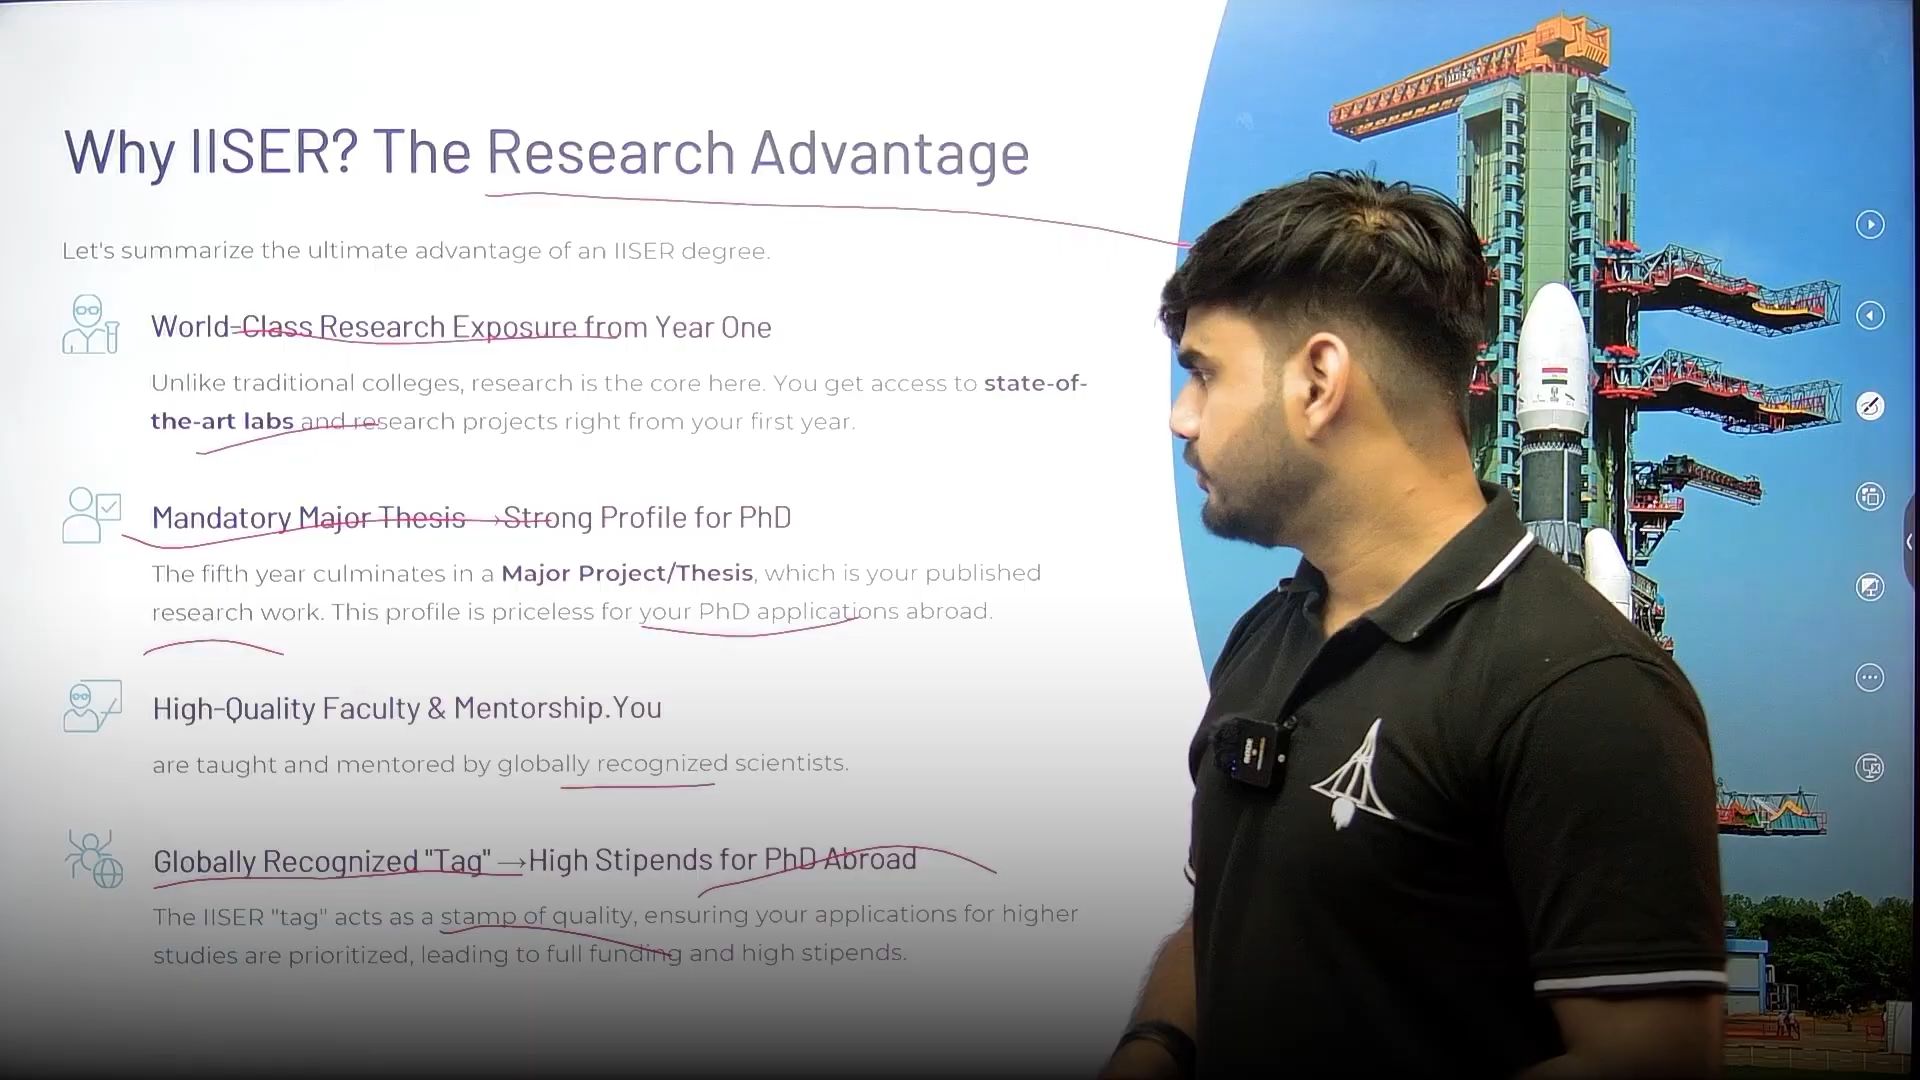 Why IISER? The Research Advantage
Let's summarize the ultimate advantage of an IISER degree.
World-Class Research Exposure from Year One
Unlike traditional colleges, research is the core here. You get access to state-of-
the-art labs and research projects right from your first year.
Mandatory Major Thesis →Strong Profile for PhD
The fifth year culminates in a Major Project/Thesis, which is your published
research work. This profile is priceless for your PhD applications abroad.
High-Quality Faculty & Mentorship.You
are taught and mentored by globally recognized scientists.
Globally Recognized "Tag" →High Stipends for PhD Abroad
The IISER "tag" acts as a stamp of quality, ensuring your applications for higher
studies are prioritized, leading to full funding and high stipends.